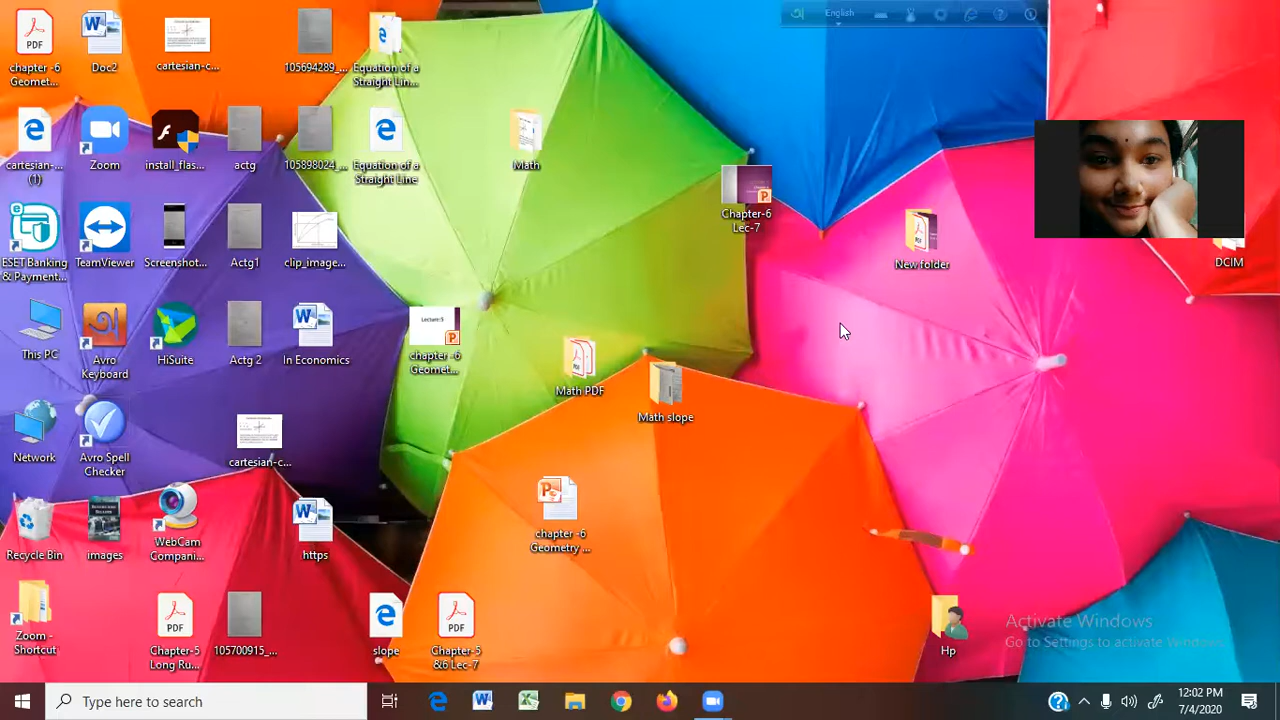 অ English
chapter -6
Geomet...
Doc2
cartesian-c...
105694289_...
Equation of a
Straight Lin...
cartesian-...
(1)
Zoom
install_flas...
actg
105898024_...
Equation of a
Straight Line
Math
Chapter-6
Lec-7
New folder
DCIM
ESET Banking
& Payment...
TeamViewer
Screenshot...
Actg1
clip_image...
This PC
Avro
Keyboard
HiSuite
Actg 2
In Economics
Lecture:5
chapter -6
Geomet...
Math PDF
Math slope
Network
Avro Spell
Checker
cartesian-c...
chapter -6
Geometry ...
Recycle Bin
images
WebCam
Compani...
https
Zoom -
Shortcut
PDF
Chapter-5
Long Ru...
105700915_...
slope
PDF
Chapter-5
&6 Lec-7
Hp
Activate Windows
Go to Settings to activate Windows.
Type here to search
12:02 PM
7/4/2020